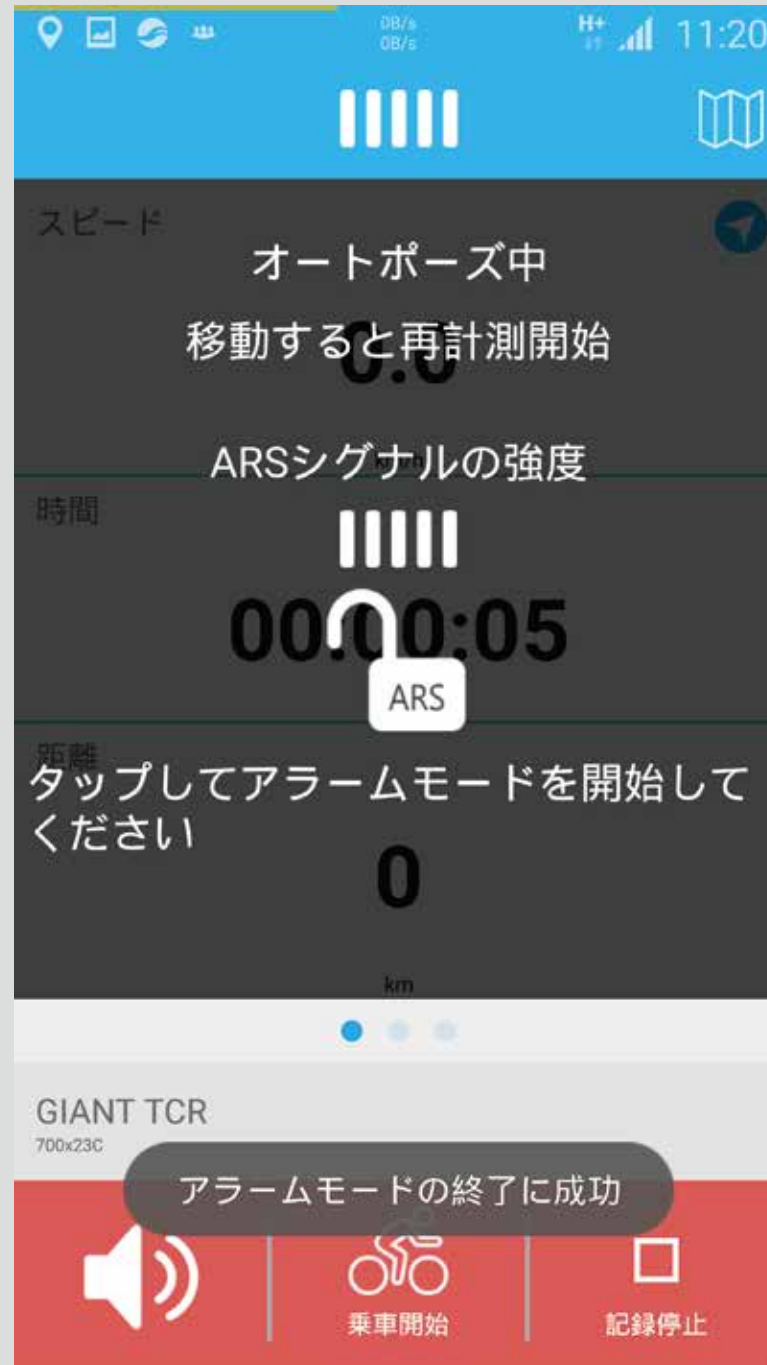 0B/s
0B/s
H+
11:20
スピード
オートポーズ中
0.0
移動すると再計測開始
km/h
ARSシグナルの強度
時間
00:00:05
ARS
距離
タップしてアラームモードを開始して
ください
0
km
GIANT TCR
700x23C
アラームモードの終了に成功
乗車開始
記録停止